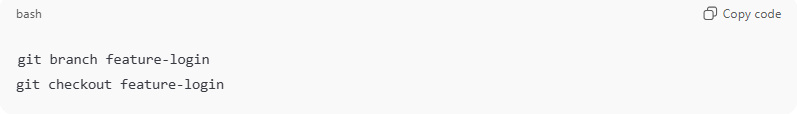 bash
Copy code
git branch feature-login
git checkout feature-login